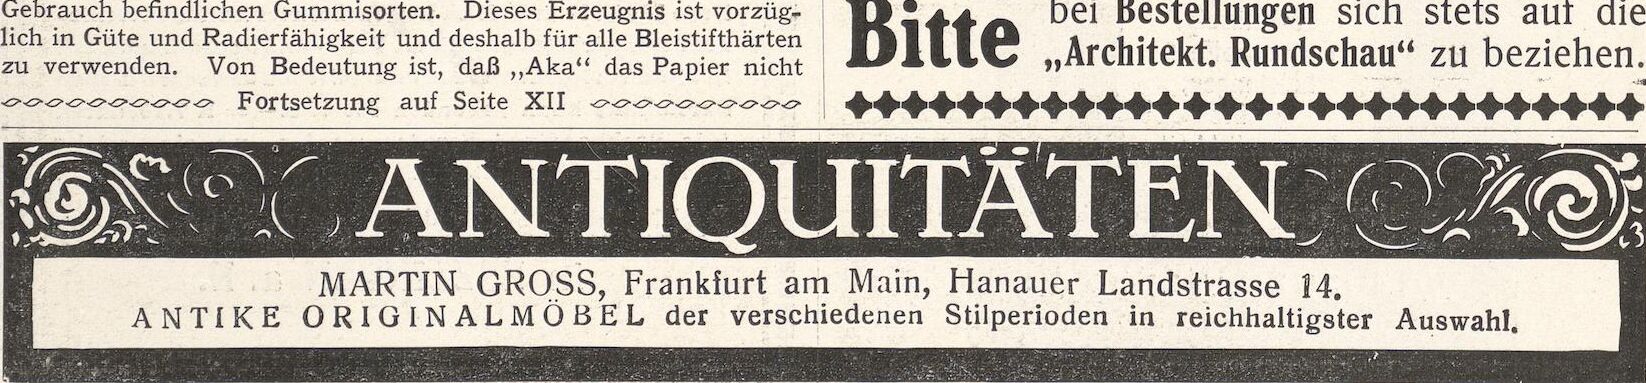 Gebrauch befindlichen Gummisorten. Dieses Erzeugnis ist vorzüg-
lich in Güte und Radierfähigkeit und deshalb für alle Bleistifthärten
zu verwenden. Von Bedeutung ist, daß „Aka“ das Papier nicht
Fortsetzung auf Seite XII
Bitte bei Bestellungen sich stets auf die
„Architekt. Rundschau“ zu beziehen.
ANTIQUITÄTEN
MARTIN GROSS, Frankfurt am Main, Hanauer Landstrasse 14.
ANTIKE ORIGINALMÖBEL der verschiedenen Stilperioden in reichhaltigster Auswahl.